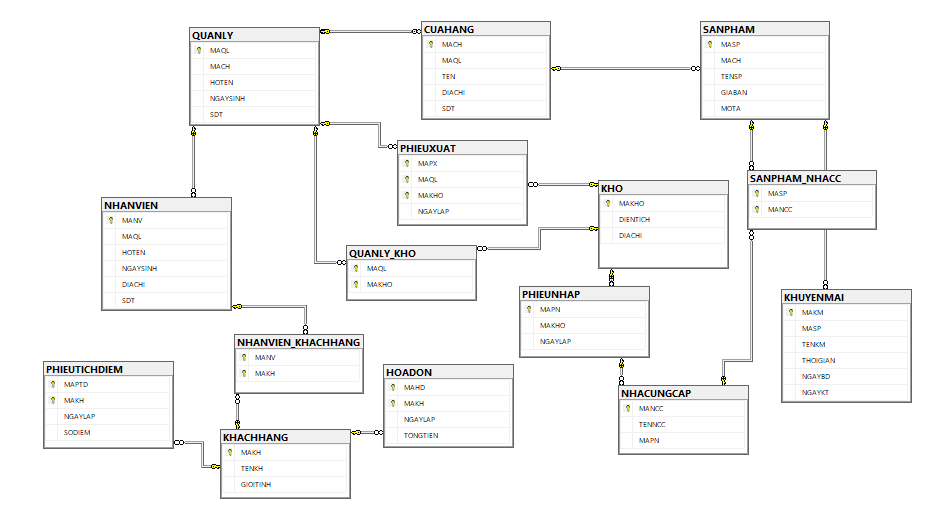 QUANLY
MAQL
MACH
HOTEN
NGAYSINH
SDT
CUAHANG
MACH
MAQL
TEN
DIACHI
SDT
SANPHAM
MASP
MACH
TENSP
GIABAN
MOTA
PHIEUXUAT
MAPX
MAQL
MAKHO
NGAYLAP
KHO
MAKHO
DIENTICH
DIACHI
SANPHAM_NHACC
MASP
MANCC
NHANVIEN
MANV
MAQL
HOTEN
NGAYSINH
DIACHI
SDT
QUANLY_KHO
MAQL
MAKHO
PHIEUNHAP
MAPN
MAKHO
NGAYLAP
KHUYENMAI
MAKM
MASP
TENKM
THOIGIAN
NGAYBD
NGAYKT
NHANVIEN_KHACHHANG
MANV
MAKH
PHIEUTICHDIEM
MAPTD
MAKH
NGAYLAP
SODIEM
HOADON
MAHD
MAKH
NGAYLAP
TONGTIEN
NHACUNGCAP
MANCC
TENNCC
MAPN
KHACHHANG
MAKH
TENKH
GIOITINH